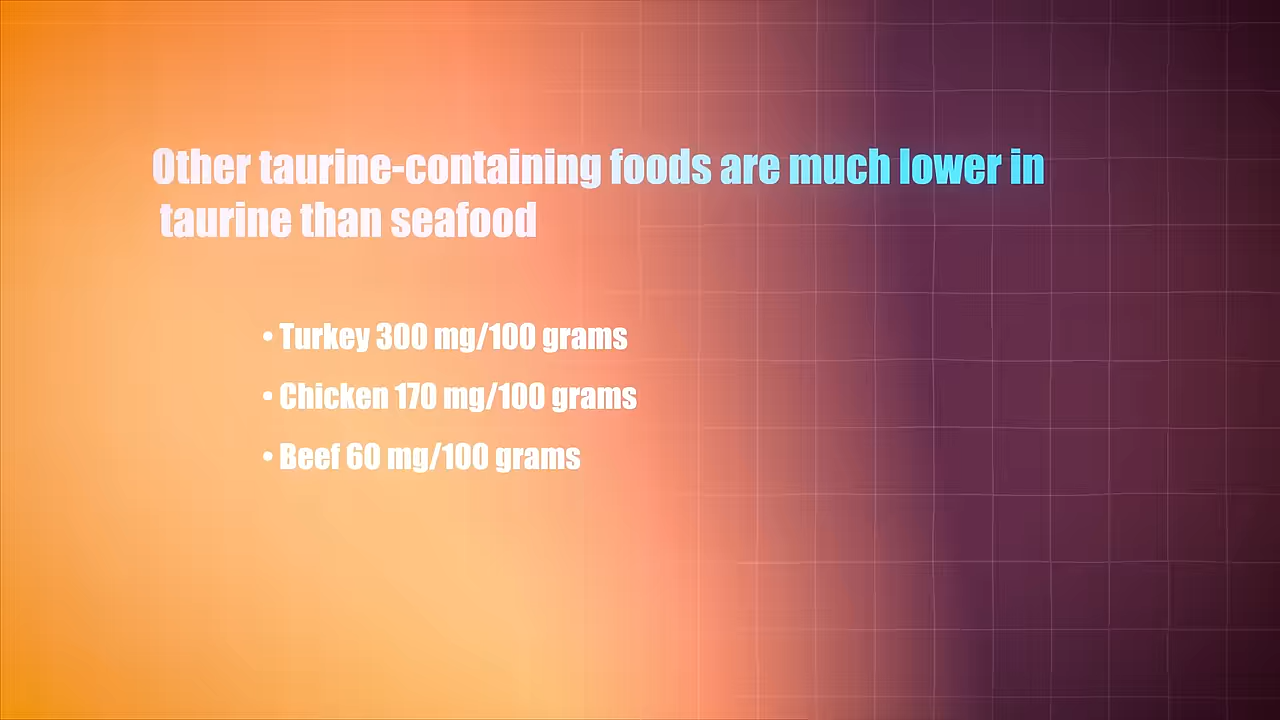 Other taurine-containing foods are much lower in
taurine than seafood
• Turkey 300 mg/100 grams
• Chicken 170 mg/100 grams
• Beef 60 mg/100 grams